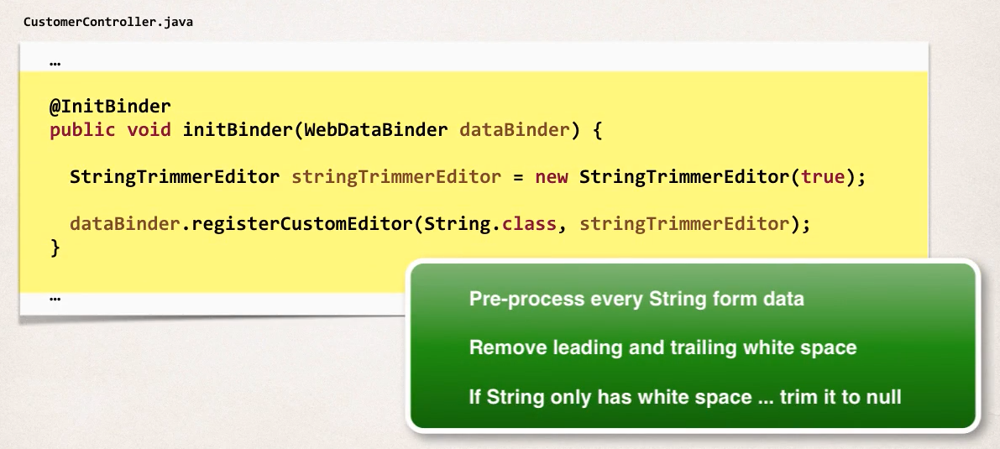 CustomerController.java
…
@InitBinder
public void initBinder(WebDataBinder dataBinder) {
StringTrimmerEditor stringTrimmerEditor = new StringTrimmerEditor(true);
dataBinder.registerCustomEditor(String.class, stringTrimmerEditor);
}
…
Pre-process every String form data
Remove leading and trailing white space
If String only has white space ... trim it to null